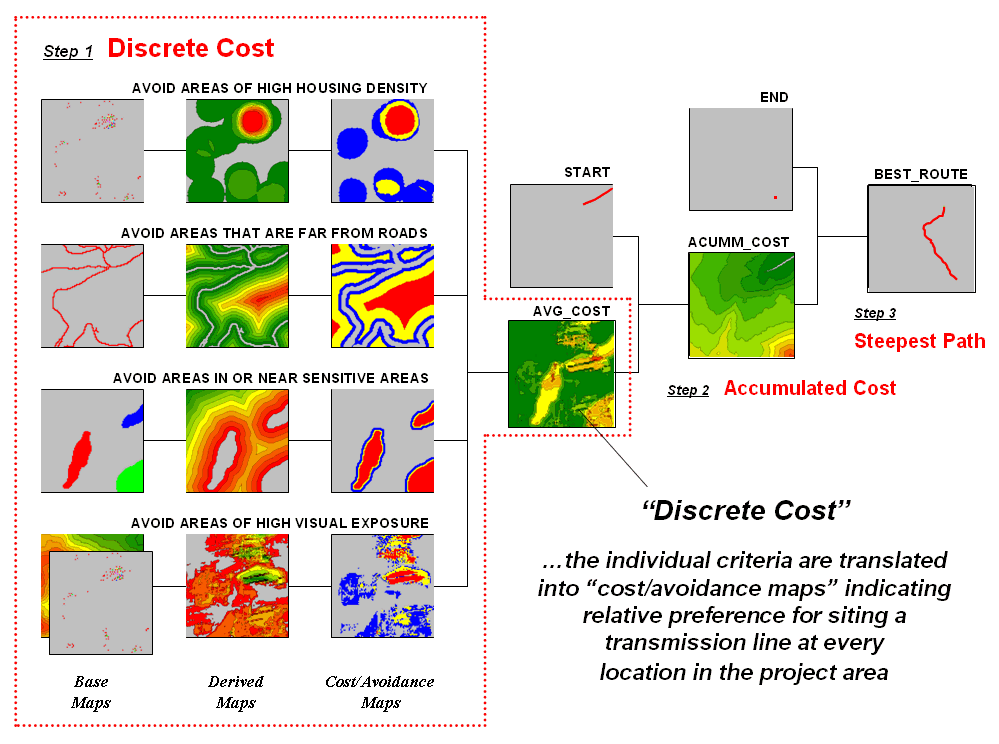 Step 1 Discrete Cost
AVOID AREAS OF HIGH HOUSING DENSITY
AVOID AREAS THAT ARE FAR FROM ROADS
AVOID AREAS IN OR NEAR SENSITIVE AREAS
AVOID AREAS OF HIGH VISUAL EXPOSURE
Base
Maps
Derived
Maps
Cost/Avoidance
Maps
AVG_COST
START
END
ACUMM_COST
Step 2 Accumulated Cost
BEST_ROUTE
Step 3
Steepest Path
“Discrete Cost”
…the individual criteria are translated
into “cost/avoidance maps” indicating
relative preference for siting a
transmission line at every
location in the project area